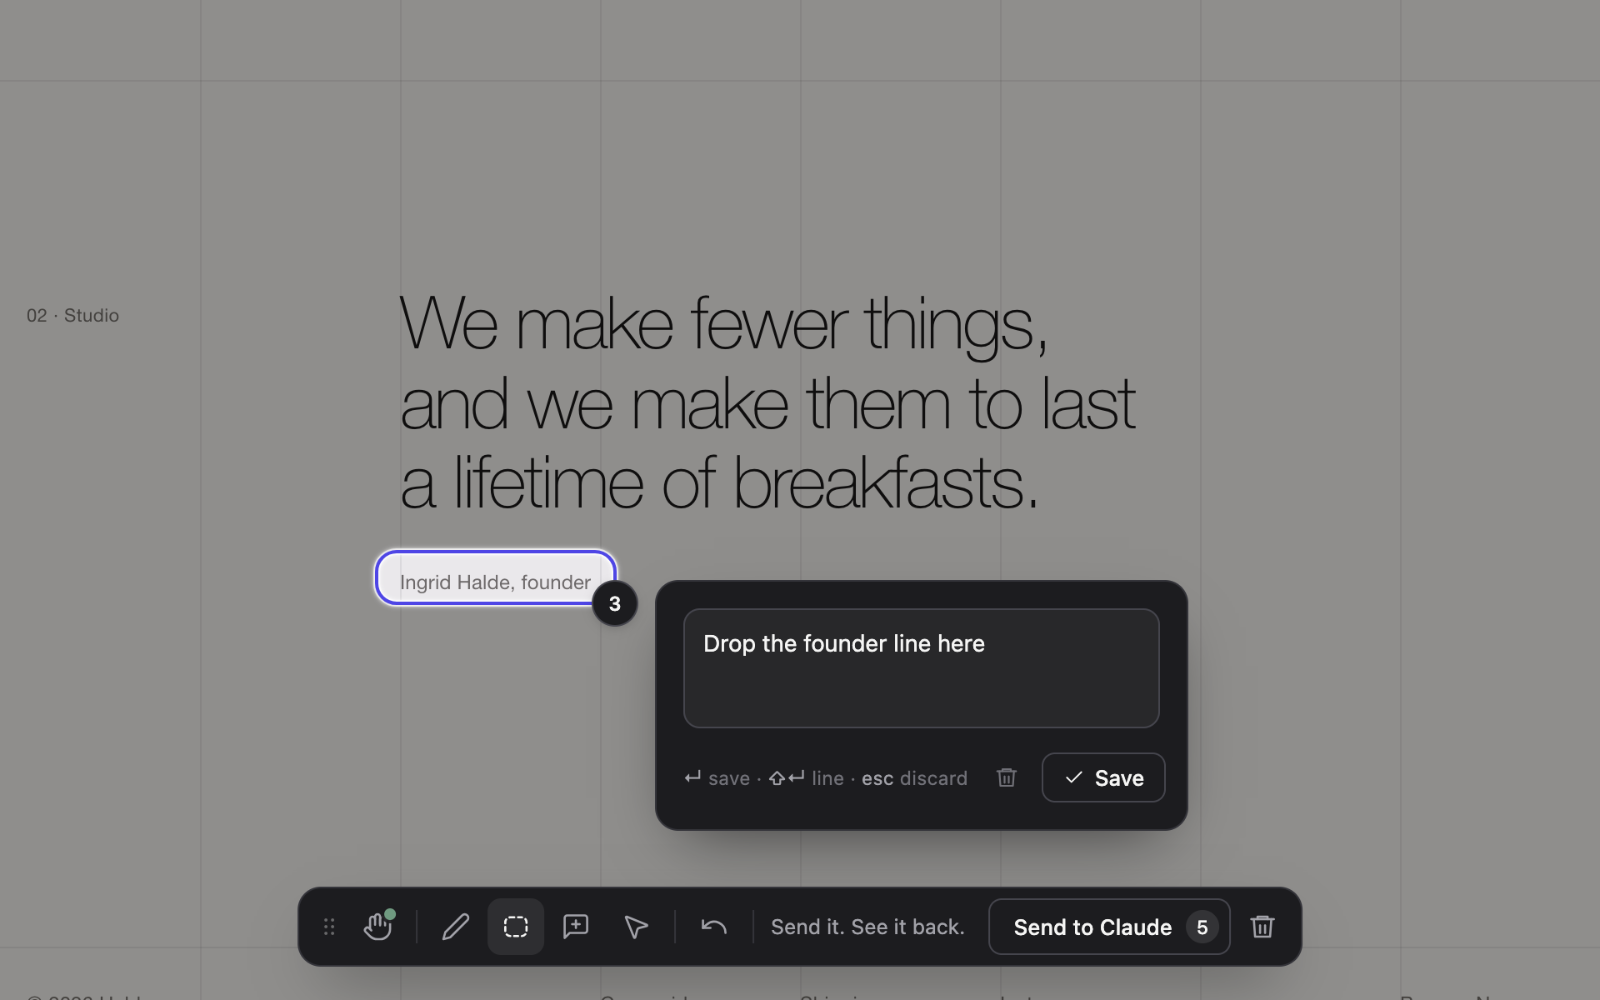 02 · Studio
We make fewer things,
and we make them to last
a lifetime of breakfasts.
Ingrid Halde, founder
3
Drop the founder line here
↵ save · ⇧↵ line · esc discard
Save
Send it. See it back.
Send to Claude 5